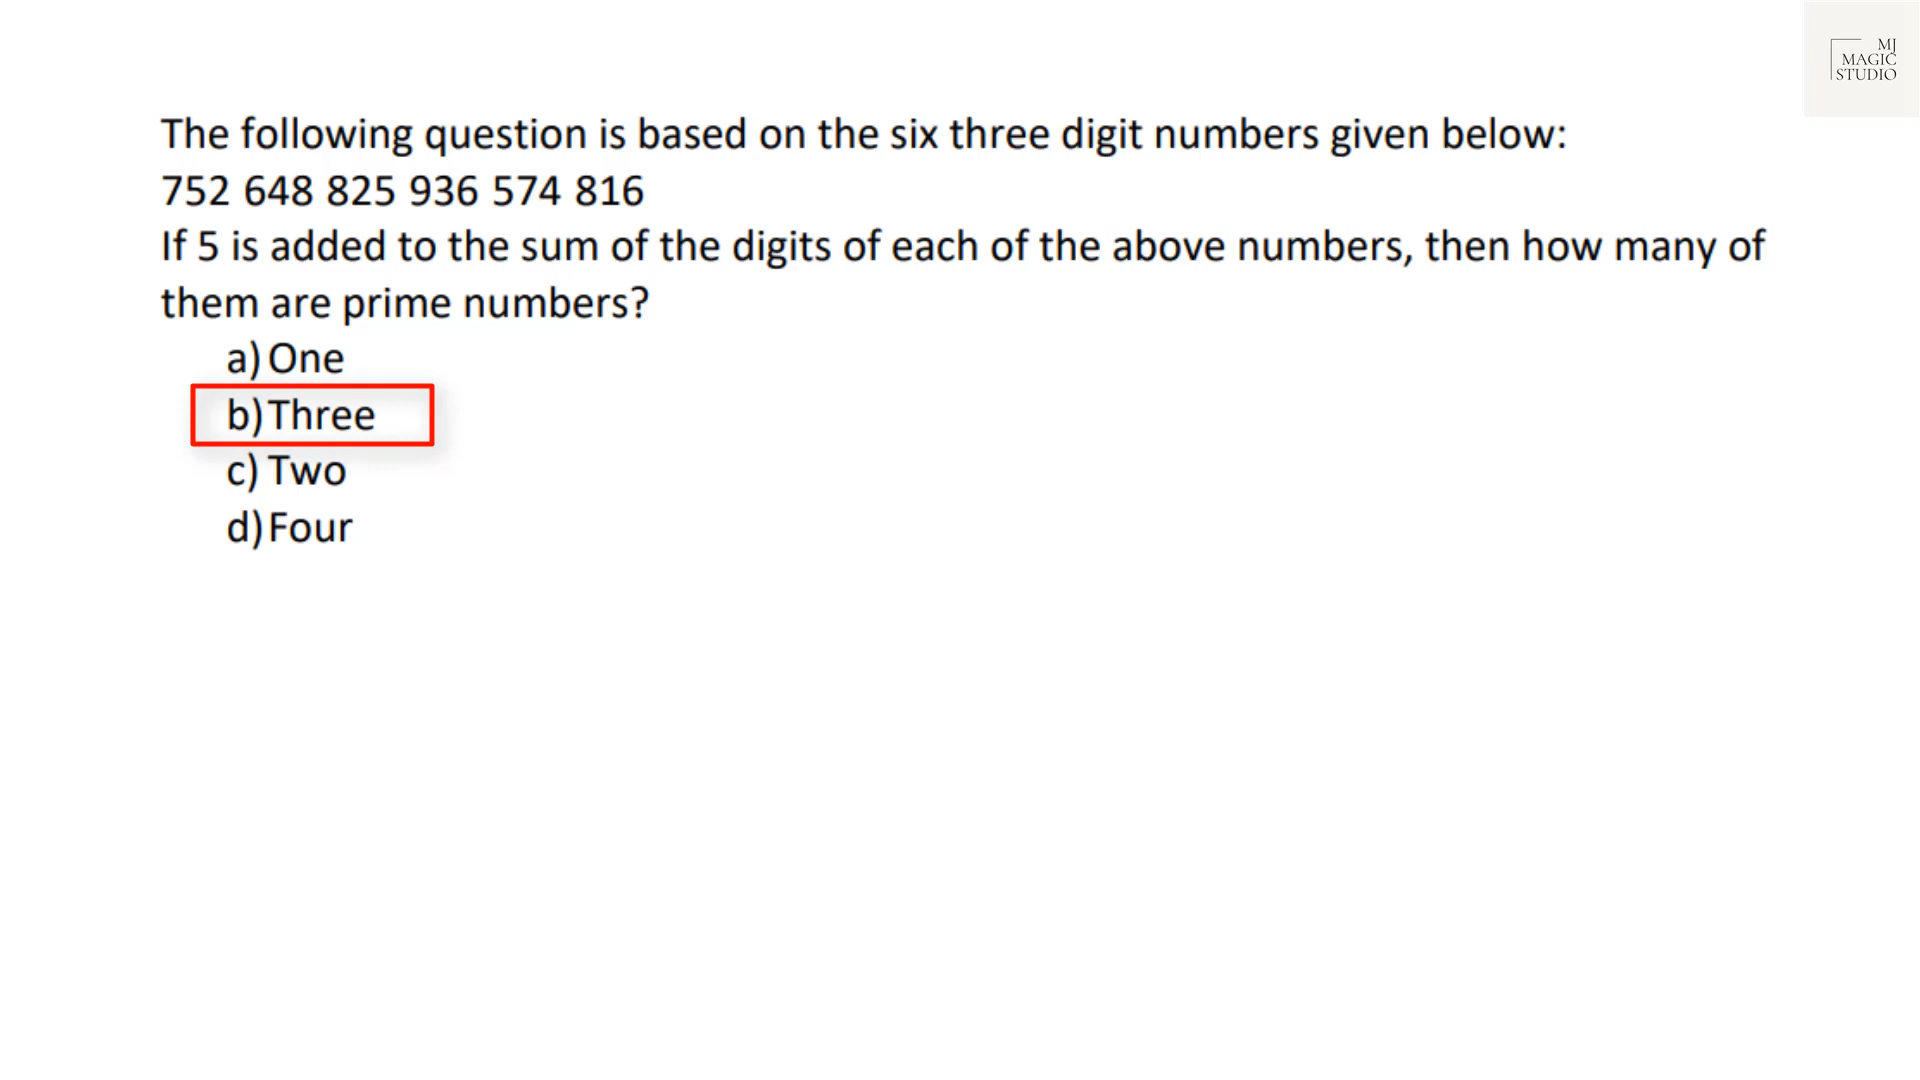 MJ
MAGIC
STUDIO
The following question is based on the six three digit numbers given below:
752 648 825 936 574 816
If 5 is added to the sum of the digits of each of the above numbers, then how many of
them are prime numbers?
a) One
b) Three
c) Two
d) Four